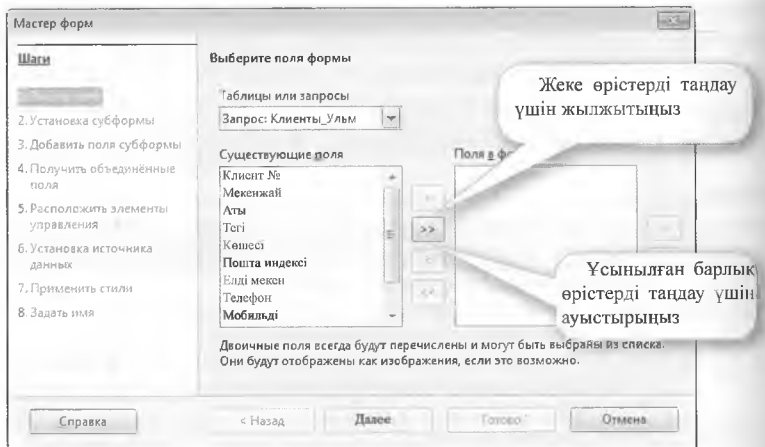 Мастер форм
Шаги
2. Установка субформы
3. Добавить поля субформы
4. Получить объединённые
поля
5. Расположить элементы
управления
6. Установка источника
данных
7. Применить стили
8. Задать имя
Выберите поля формы
Таблицы или запросы
Запрос: Клиенты_Ульм
Существующие поля
Клиент №
Мекенжай
Аты
Тегі
Көшесі
Пошта индексі
Елді мекен
Телефон
Мобильді
>>
<<
Поля в ф
Жеке өрістерді таңдау
үшін жылжытыңыз
Ұсынылған барлық
өрістерді таңдау үшін
ауыстырыңыз
Двоичные поля всегда будут перечислены и могут быть выбраны из списка.
Они будут отображены как изображения, если это возможно.
Справка
< Назад
Далее
Готово
Отмена